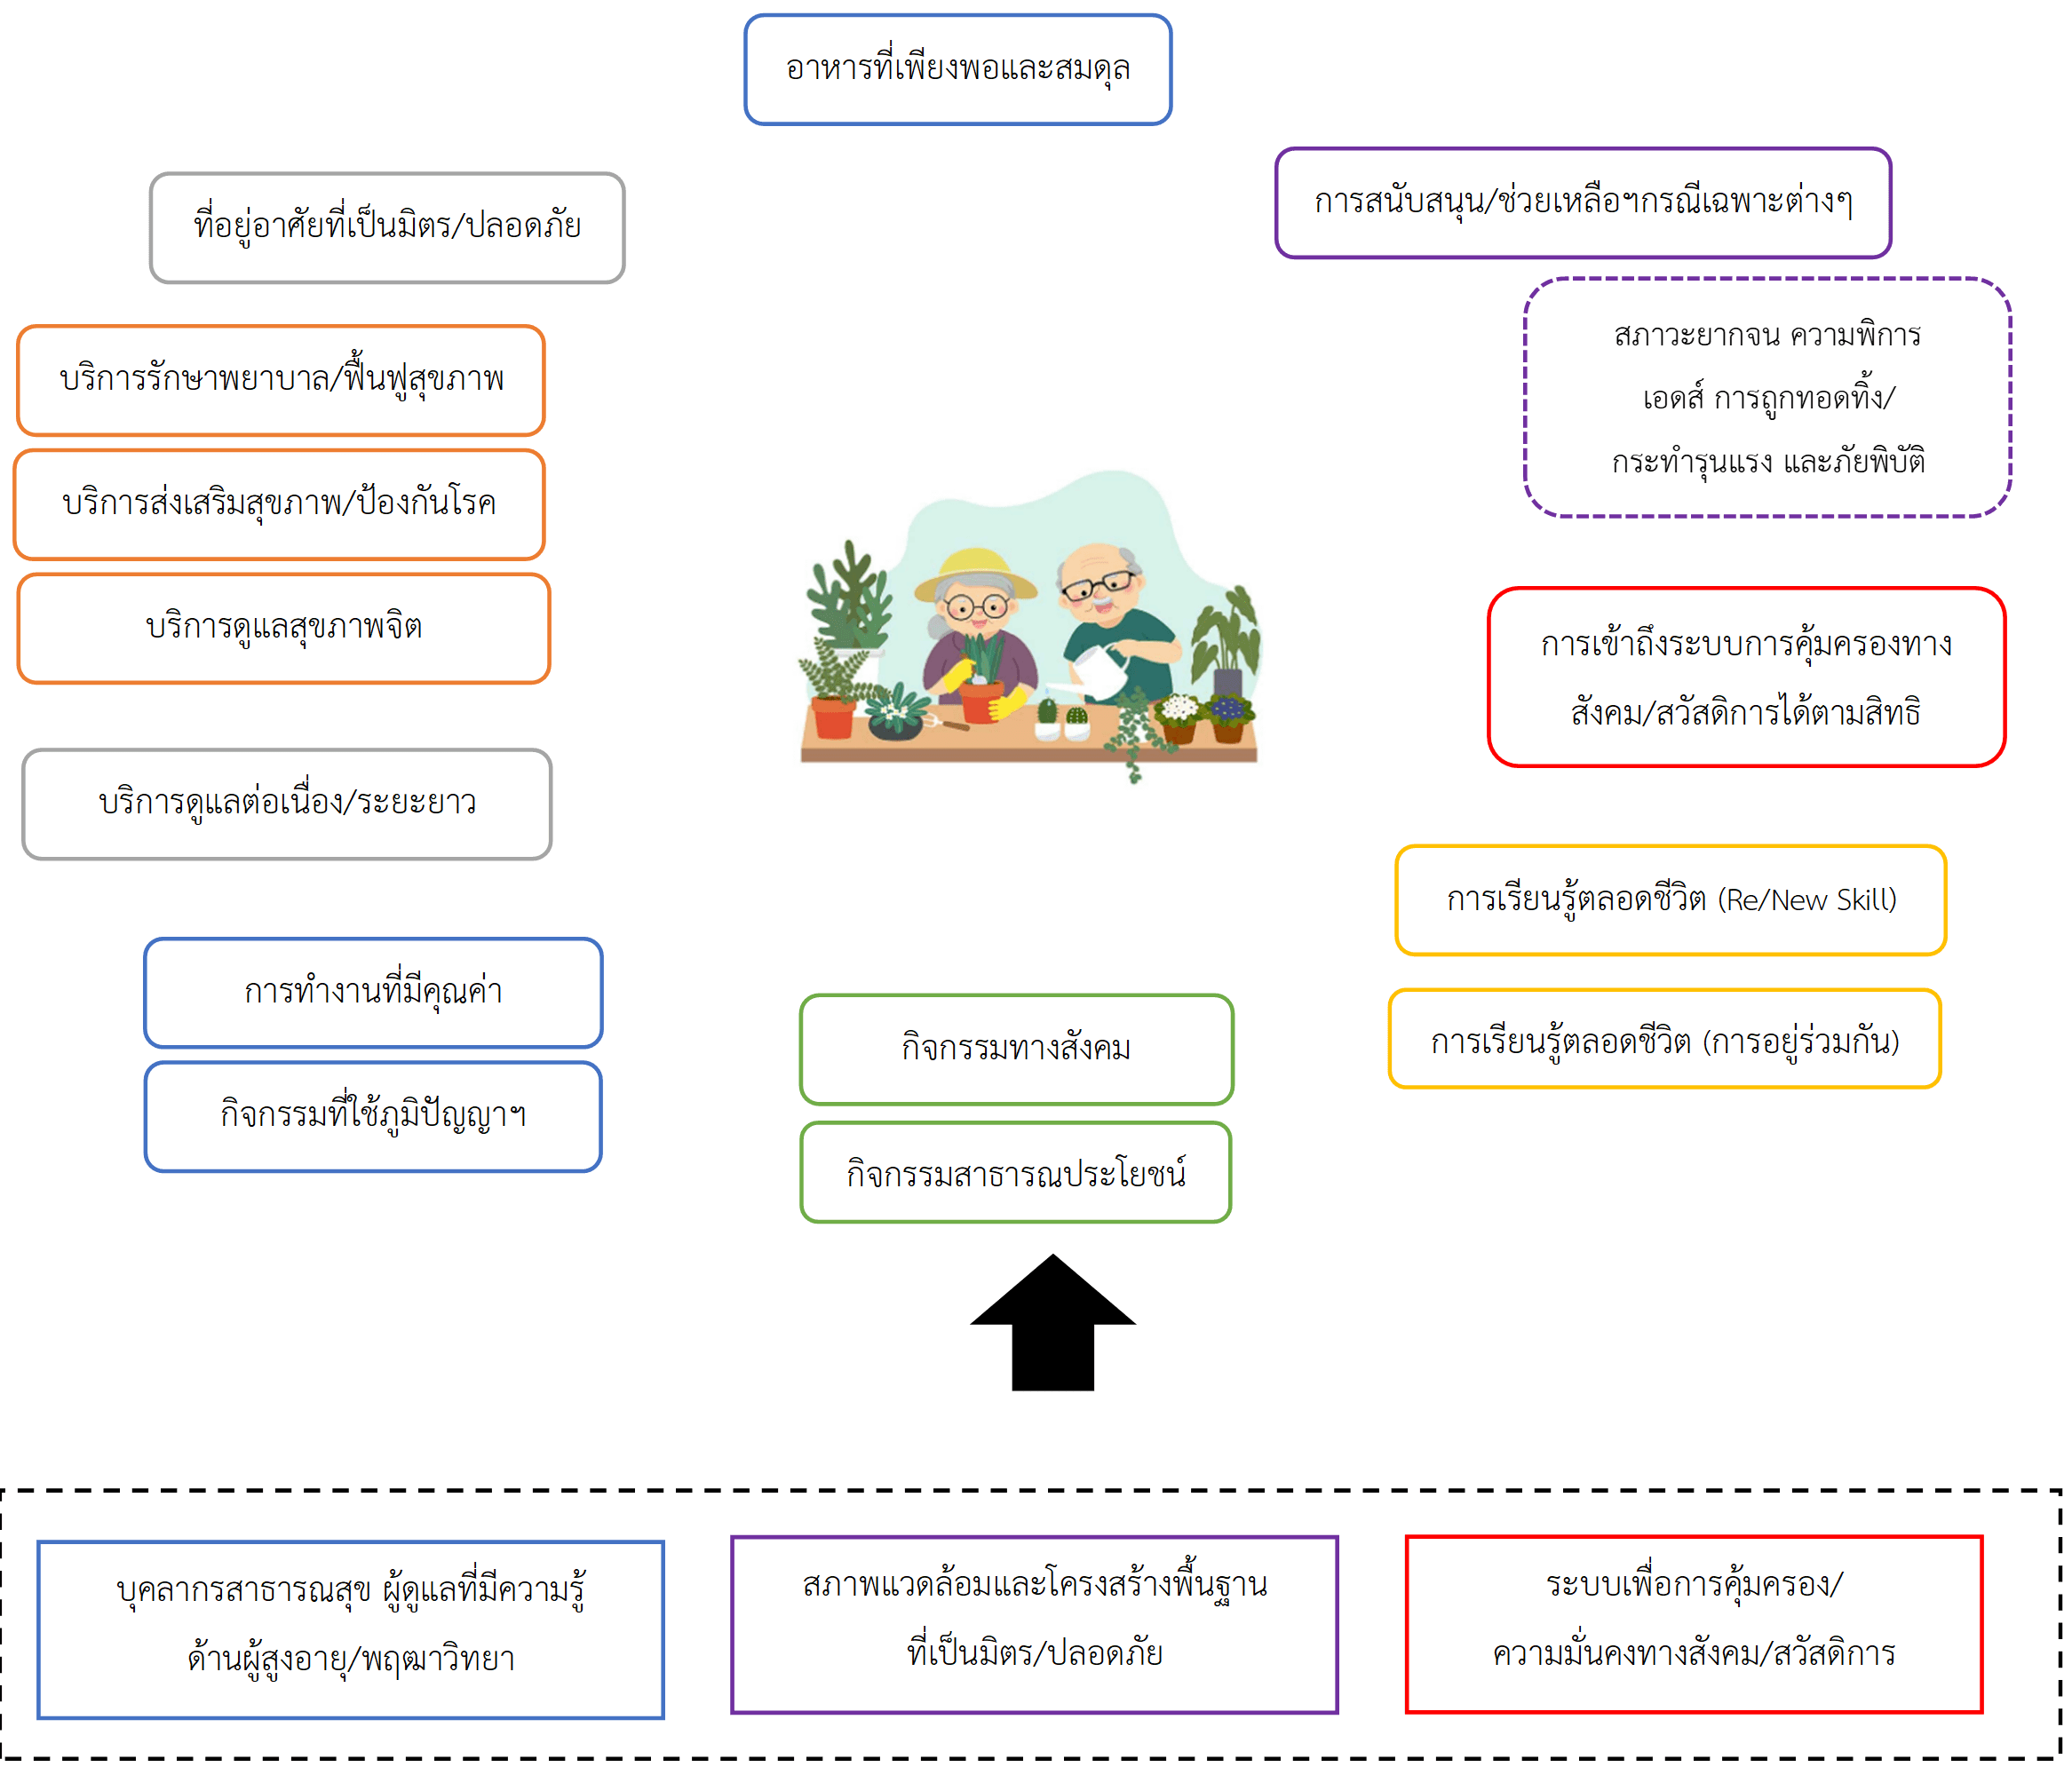 อาหารที่เพียงพอและสมดุล
การสนับสนุน/ช่วยเหลือฯกรณีเฉพาะต่างๆ
ที่อยู่อาศัยที่เป็นมิตร/ปลอดภัย
สภาวะยากจน ความพิการ
เอดส์ การถูกทอดทิ้ง/
กระทำรุนแรง และภัยพิบัติ
บริการรักษาพยาบาล/ฟื้นฟูสุขภาพ
บริการส่งเสริมสุขภาพ/ป้องกันโรค
บริการดูแลสุขภาพจิต
การเข้าถึงระบบการคุ้มครองทาง
สังคม/สวัสดิการได้ตามสิทธิ
บริการดูแลต่อเนื่อง/ระยะยาว
การเรียนรู้ตลอดชีวิต (Re/New Skill)
การทำงานที่มีคุณค่า
การเรียนรู้ตลอดชีวิต (การอยู่ร่วมกัน)
กิจกรรมทางสังคม
กิจกรรมที่ใช้ภูมิปัญญาฯ
กิจกรรมสาธารณประโยชน์
บุคลากรสาธารณสุข ผู้ดูแลที่มีความรู้
ด้านผู้สูงอายุ/พฤฒาวิทยา
สภาพแวดล้อมและโครงสร้างพื้นฐาน
ที่เป็นมิตร/ปลอดภัย
ระบบเพื่อการคุ้มครอง/
ความมั่นคงทางสังคม/สวัสดิการ